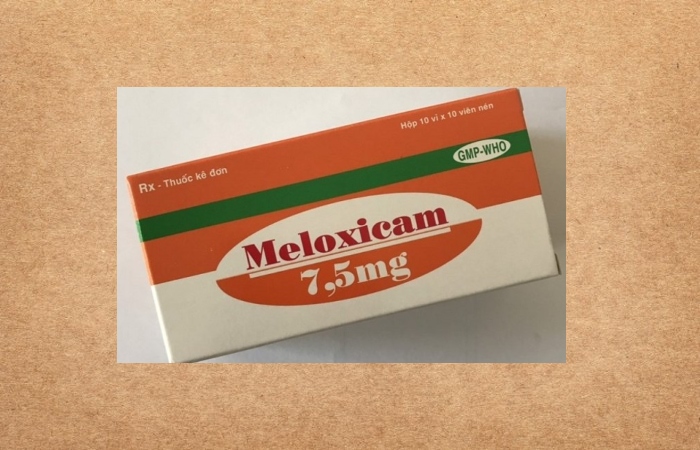 Hộp 10 vỉ x 10 viên nén
Rx - Thuốc kê đơn
GMP-WHO
Meloxicam
7,5mg